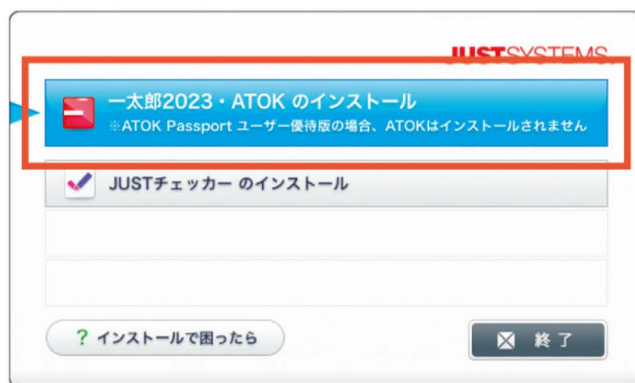 JUSTSYSTEMS.
一太郎2023・ATOK のインストール
※ATOK Passport ユーザー優待版の場合、ATOKはインストールされません
JUSTチェッカー のインストール
? インストールで困ったら
終了